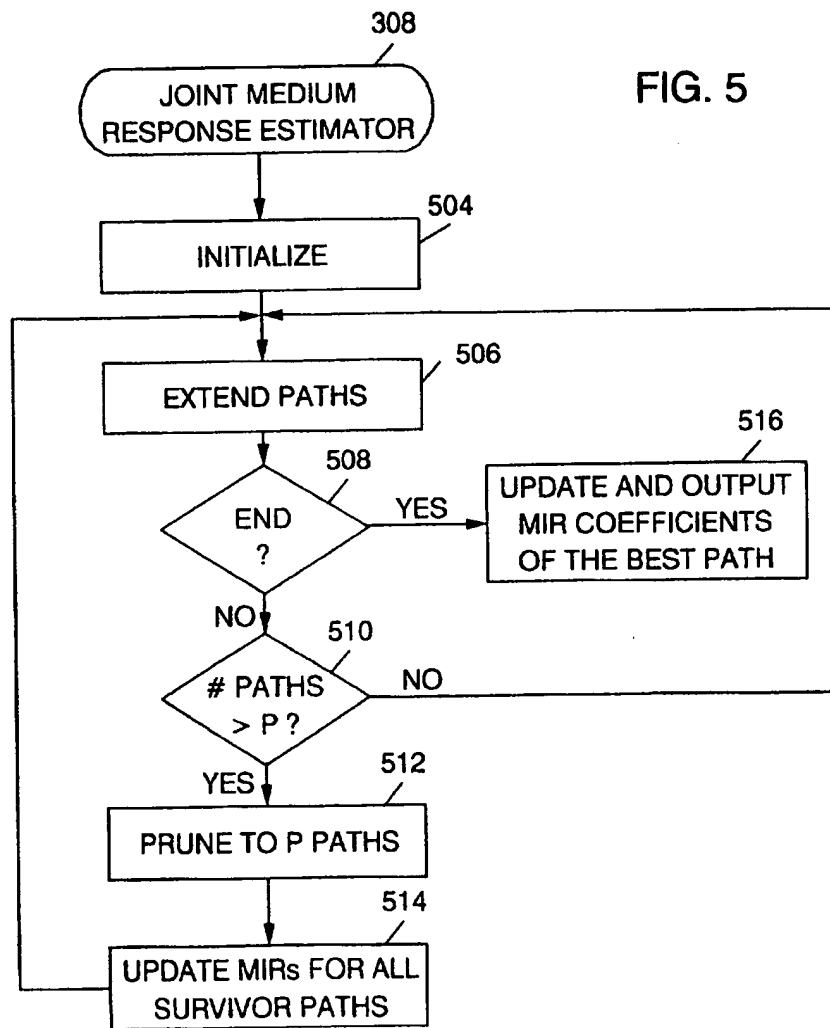 308
FIG. 5
JOINT MEDIUM
RESPONSE ESTIMATOR
504
INITIALIZE
506
EXTEND PATHS
508
END
?
YES
516
UPDATE AND OUTPUT
MIR COEFFICIENTS
OF THE BEST PATH
NO
510
# PATHS
> P ?
NO
YES
512
PRUNE TO P PATHS
514
UPDATE MIRs FOR ALL
SURVIVOR PATHS